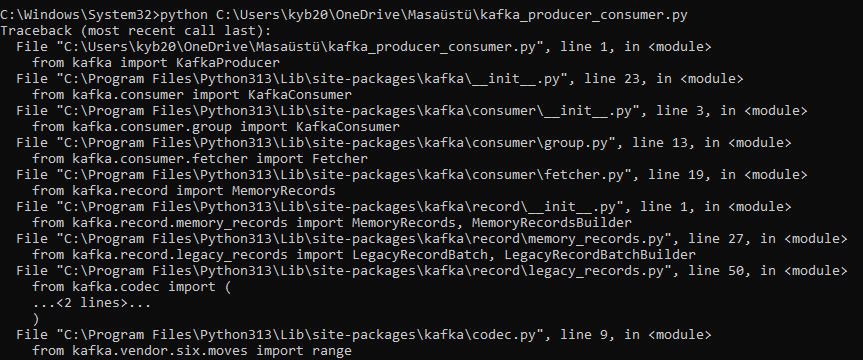 C:\Windows\System32>python C:\Users\kyb20\OneDrive\Masaüstü\kafka_producer_consumer.py
Traceback (most recent call last):
  File "C:\Users\kyb20\OneDrive\Masaüstü\kafka_producer_consumer.py", line 1, in <module>
    from kafka import KafkaProducer
  File "C:\Program Files\Python313\Lib\site-packages\kafka\__init__.py", line 23, in <module>
    from kafka.consumer import KafkaConsumer
  File "C:\Program Files\Python313\Lib\site-packages\kafka\consumer\__init__.py", line 3, in <module>
    from kafka.consumer.group import KafkaConsumer
  File "C:\Program Files\Python313\Lib\site-packages\kafka\consumer\group.py", line 13, in <module>
    from kafka.consumer.fetcher import Fetcher
  File "C:\Program Files\Python313\Lib\site-packages\kafka\consumer\fetcher.py", line 19, in <module>
    from kafka.record import MemoryRecords
  File "C:\Program Files\Python313\Lib\site-packages\kafka\record\__init__.py", line 1, in <module>
    from kafka.record.memory_records import MemoryRecords, MemoryRecordsBuilder
  File "C:\Program Files\Python313\Lib\site-packages\kafka\record\memory_records.py", line 27, in <module>
    from kafka.record.legacy_records import LegacyRecordBatch, LegacyRecordBatchBuilder
  File "C:\Program Files\Python313\Lib\site-packages\kafka\record\legacy_records.py", line 50, in <module>
    from kafka.codec import (
    ...<2 lines>...
    )
  File "C:\Program Files\Python313\Lib\site-packages\kafka\codec.py", line 9, in <module>
    from kafka.vendor.six.moves import range